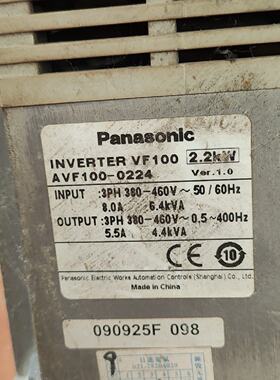 Panasonic
INVERTER VF100 2.2kW
AVF100-0224 Ver.1.0
INPUT :3PH 380-460V~50/60Hz
8.0A 6.4kVA
OUTPUT :3PH 380-460V~0.5~400Hz
5.5A 4.4kVA
CE 10
Panasonic Electric Works Automation Controls (Shanghai) Co., Ltd.
Made in China
090925F 098